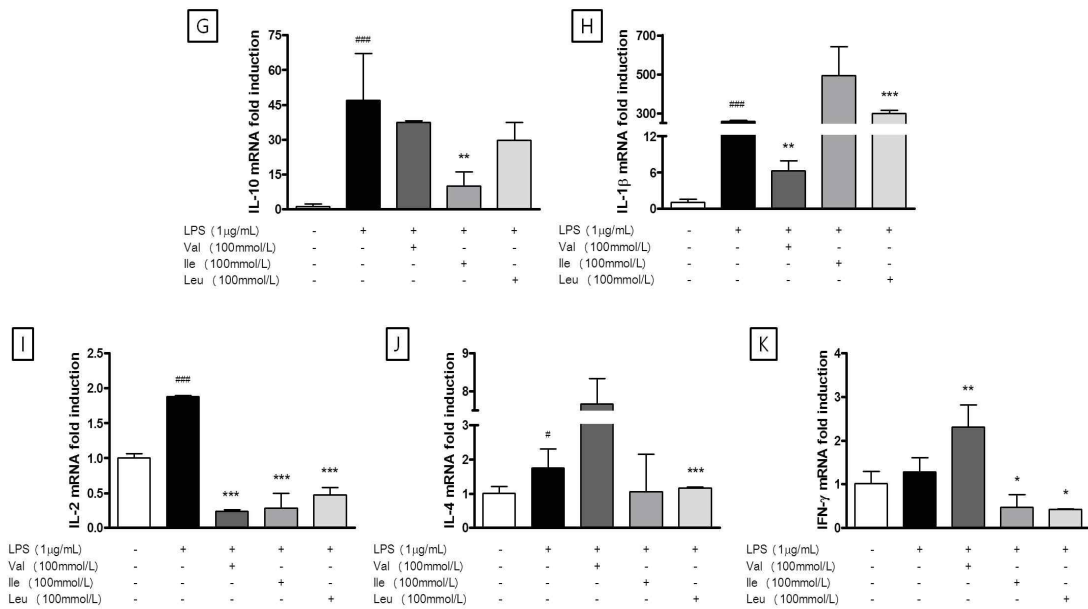 G
IL-10 mRNA fold induction
75
60
45
30
15
0
###
**
LPS (1μg/mL) - + + + +
Val (100mmol/L) - - + - -
Ile (100mmol/L) - - - + -
Leu (100mmol/L) - - - - +
H
IL-1β mRNA fold induction
700
500
300
100
12
6
0
###
**
***
LPS (1μg/mL) - + + + +
Val (100mmol/L) - - + - -
Ile (100mmol/L) - - - + -
Leu (100mmol/L) - - - - +
I
IL-2 mRNA fold induction
2.5
2.0
1.5
1.0
0.5
0.0
###
***
***
***
LPS (1μg/mL) - + + + +
Val (100mmol/L) - - + - -
Ile (100mmol/L) - - - + -
Leu (100mmol/L) - - - - +
J
IL-4 mRNA fold induction
9
8
7
2
1
0
#
***
LPS (1μg/mL) - + + + +
Val (100mmol/L) - - + - -
Ile (100mmol/L) - - - + -
Leu (100mmol/L) - - - - +
K
IFN-γ mRNA fold induction
4
3
2
1
0
**
*
*
LPS (1μg/mL) - + + + +
Val (100mmol/L) - - + - -
Ile (100mmol/L) - - - + -
Leu (100mmol/L) - - - - +